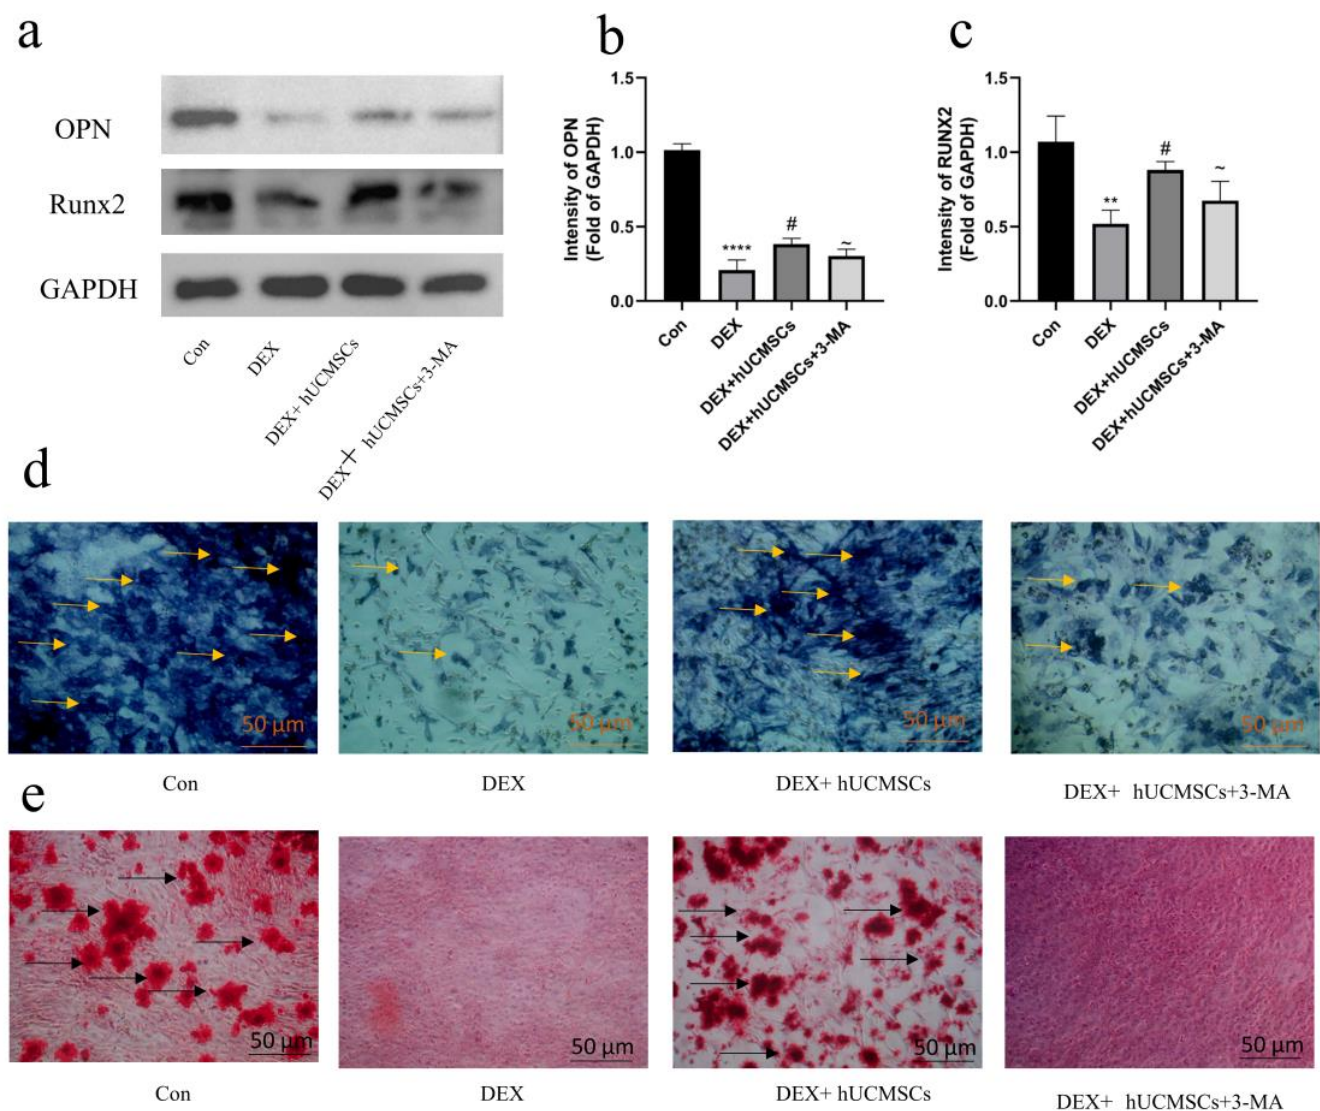 a
OPN
Runx2
GAPDH
Con
DEX
DEX+ hUCMSCs
DEX+ hUCMSCs+3-MA
b
Intensity of OPN
(Fold of GAPDH)
1.5
1.0
0.5
0.0
****
#
~
Con
DEX
DEX+hUCMSCs
DEX+hUCMSCs+3-MA
c
Intensity of RUNX2
(Fold of GAPDH)
1.5
1.0
0.5
0.0
**
#
~
Con
DEX
DEX+hUCMSCs
DEX+hUCMSCs+3-MA
d
50 μm
50 μm
50 μm
50 μm
Con
DEX
DEX+ hUCMSCs
DEX+ hUCMSCs+3-MA
e
50 μm
50 μm
50 μm
50 μm
Con
DEX
DEX+ hUCMSCs
DEX+ hUCMSCs+3-MA